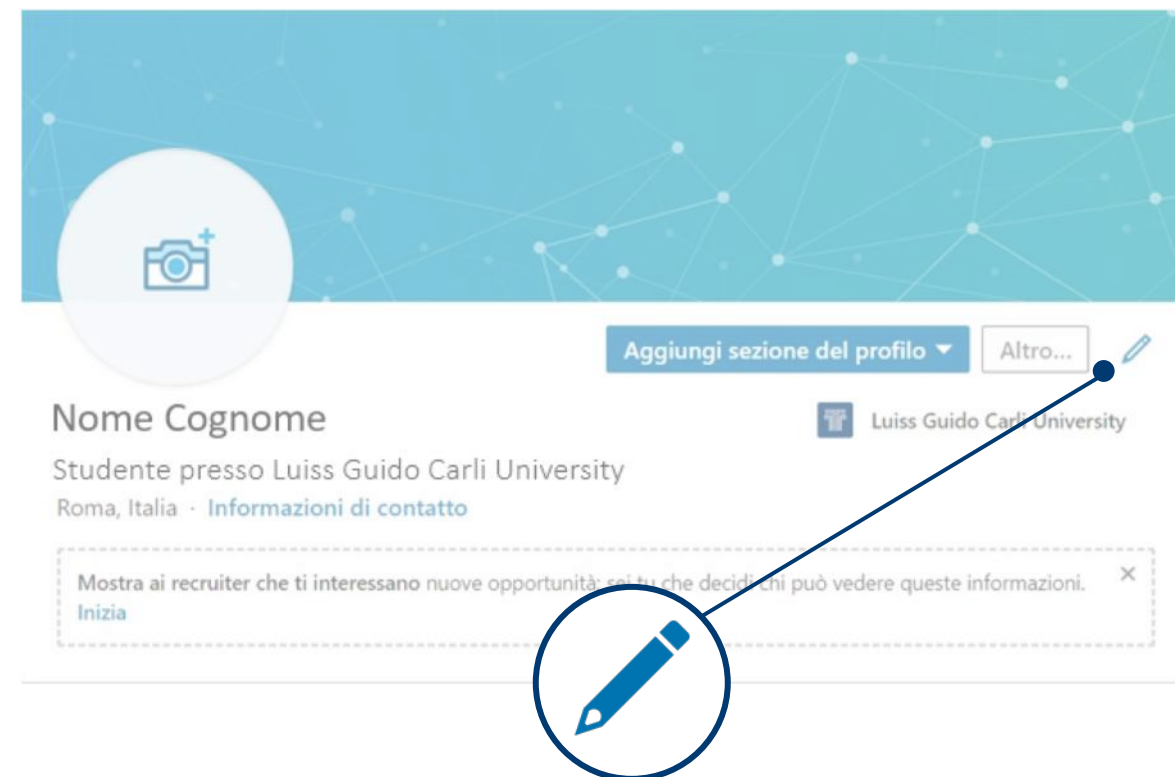 Aggiungi sezione del profilo
Altro...
Nome Cognome
Luiss Guido Carli University
Studente presso Luiss Guido Carli University
Roma, Italia · Informazioni di contatto
Mostra ai recruiter che ti interessano nuove opportunità: sei tu che decidi chi può vedere queste informazioni.
Inizia